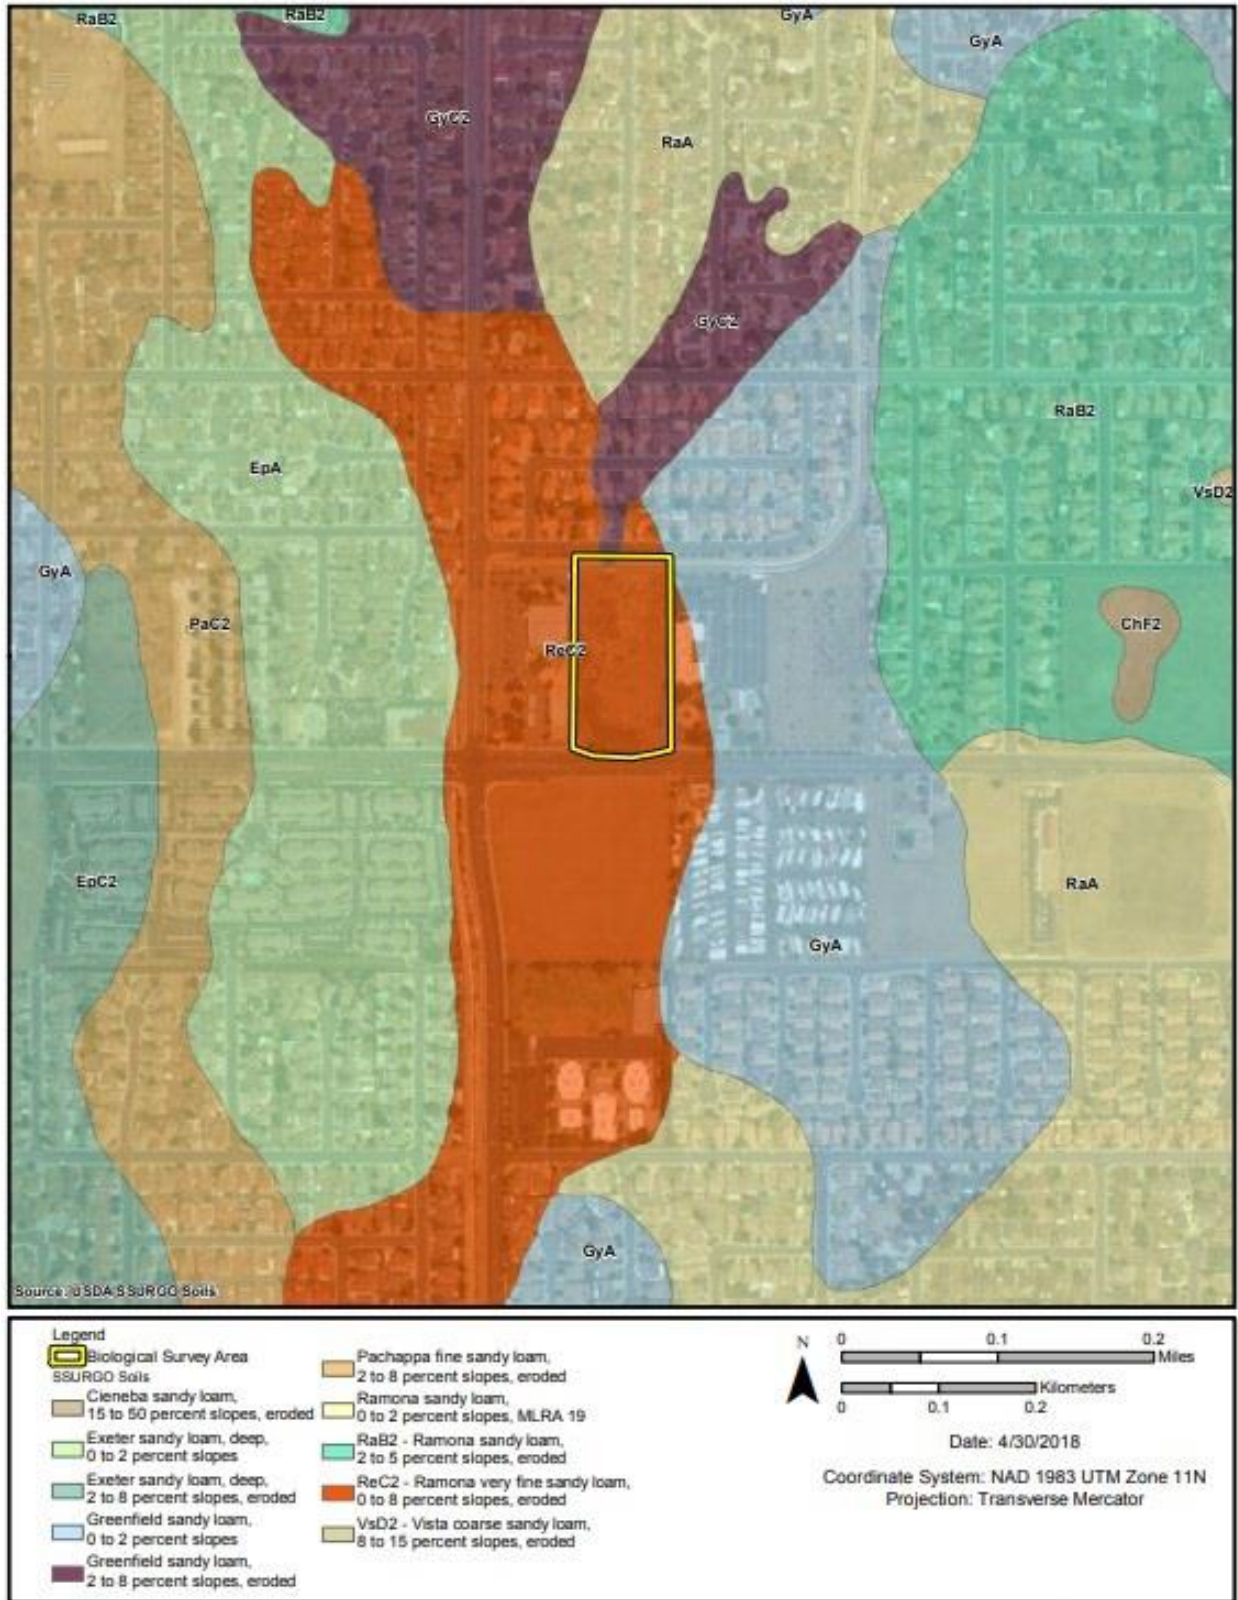 RaB2
RaB2
GyA
GyA
GyC2
RaA
GyC2
RaB2
EpA
VsD2
GyA
PaC2
ReC2
ChF2
EpC2
RaA
GyA
GyA
Source: USDA SSURGO Soils
Legend
Biological Survey Area
SSURGO Soils
Cieneba sandy loam,
15 to 50 percent slopes, eroded
Exeter sandy loam, deep,
0 to 2 percent slopes
Exeter sandy loam, deep,
2 to 8 percent slopes, eroded
Greenfield sandy loam,
0 to 2 percent slopes
Greenfield sandy loam,
2 to 8 percent slopes, eroded
Pachappa fine sandy loam,
2 to 8 percent slopes, eroded
Ramona sandy loam,
0 to 2 percent slopes, MLRA 19
RaB2 - Ramona sandy loam,
2 to 5 percent slopes, eroded
ReC2 - Ramona very fine sandy loam,
0 to 8 percent slopes, eroded
VsD2 - Vista coarse sandy loam,
8 to 15 percent slopes, eroded
N
0 0.1 0.2
Miles
Kilometers
0 0.1 0.2
Date: 4/30/2018
Coordinate System: NAD 1983 UTM Zone 11N
Projection: Transverse Mercator